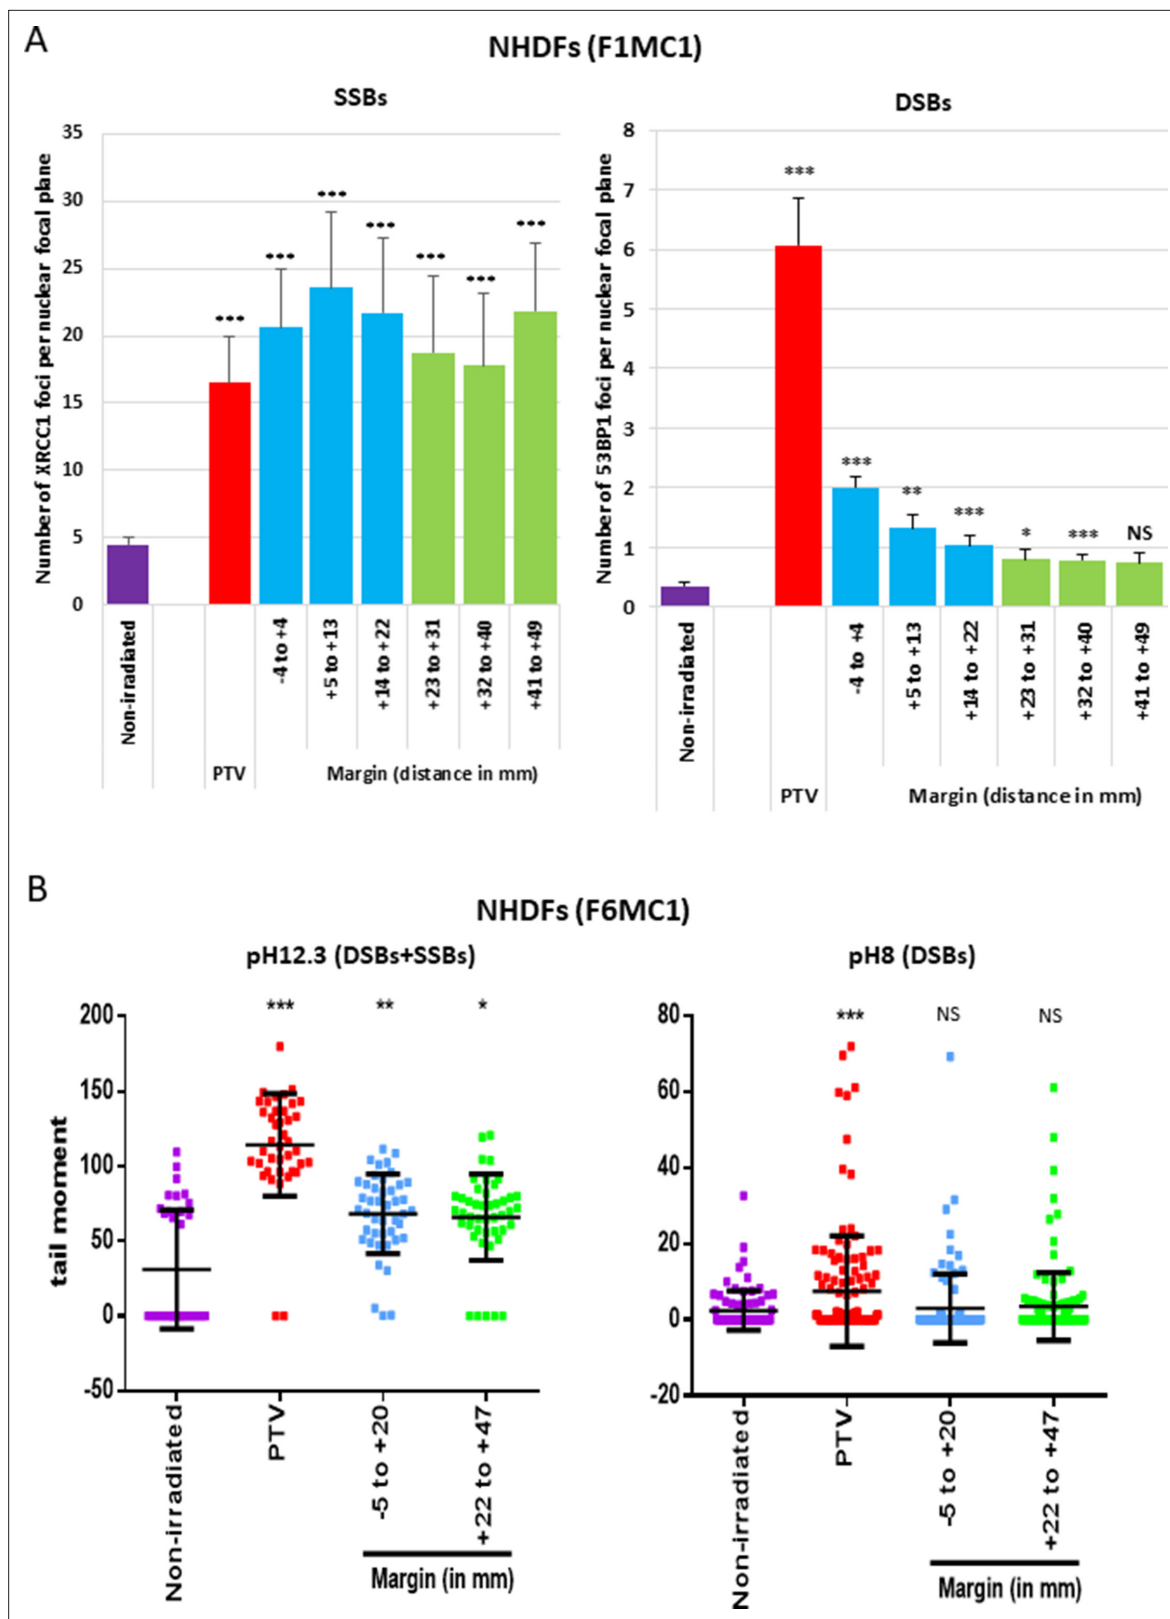 A
NHDFs (F1MC1)
SSBs
Number of XRCC1 foci per nuclear focal plane
35
30
25
20
15
10
5
0
***
***
***
***
***
***
***
Non-irradiated
PTV
-4 to +4
+5 to +13
+14 to +22
+23 to +31
+32 to +40
+41 to +49
Margin (distance in mm)
DSBs
Number of 53BP1 foci per nuclear focal plane
8
7
6
5
4
3
2
1
0
***
***
**
***
*
***
NS
Non-irradiated
PTV
-4 to +4
+5 to +13
+14 to +22
+23 to +31
+32 to +40
+41 to +49
Margin (distance in mm)
B
NHDFs (F6MC1)
pH12.3 (DSBs+SSBs)
tail moment
200
150
100
50
0
-50
***
**
*
Non-irradiated
PTV
-5 to +20
+22 to +47
Margin (in mm)
pH8 (DSBs)
80
60
40
20
0
-20
***
NS
NS
Non-irradiated
PTV
-5 to +20
+22 to +47
Margin (in mm)